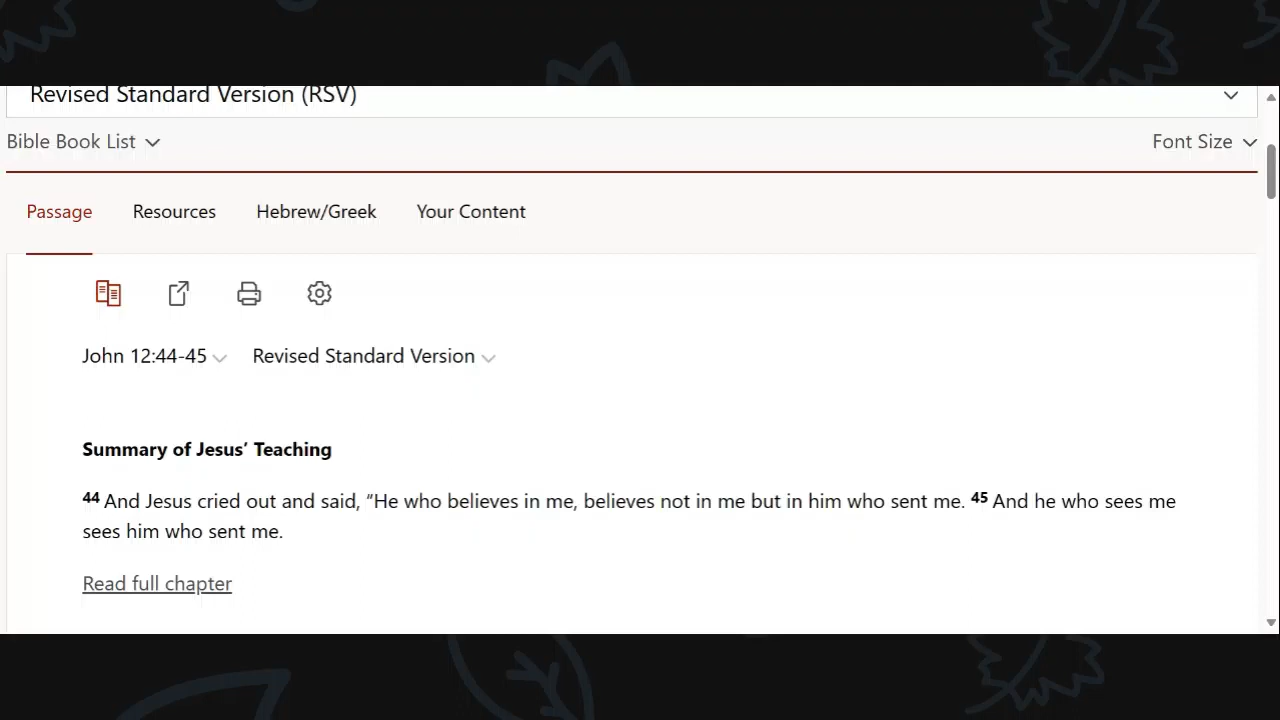 Revised Standard Version (RSV)
Bible Book List
Font Size
Passage
Resources
Hebrew/Greek
Your Content
John 12:44-45
Revised Standard Version
Summary of Jesus’ Teaching
44 And Jesus cried out and said, “He who believes in me, believes not in me but in him who sent me. 45 And he who sees me
sees him who sent me.
Read full chapter